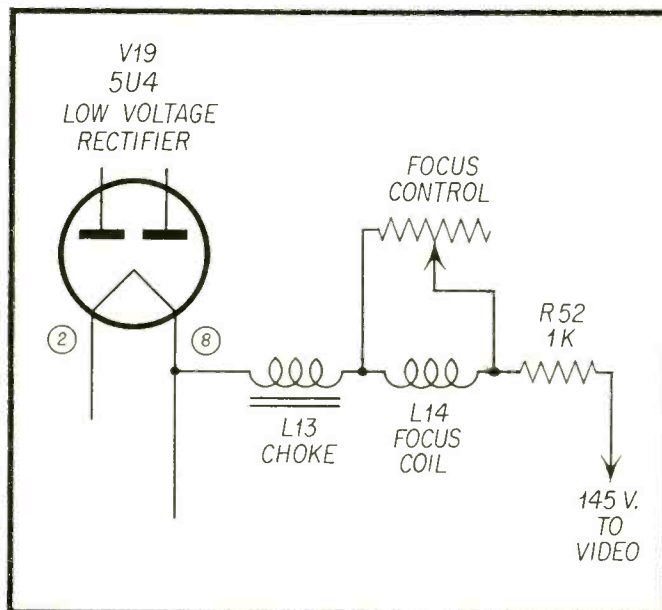 V19
5U4
LOW VOLTAGE
RECTIFIER
FOCUS
CONTROL
2
8
R52
1K
L13
CHOKE
L14
FOCUS
COIL
145 V.
TO
VIDEO